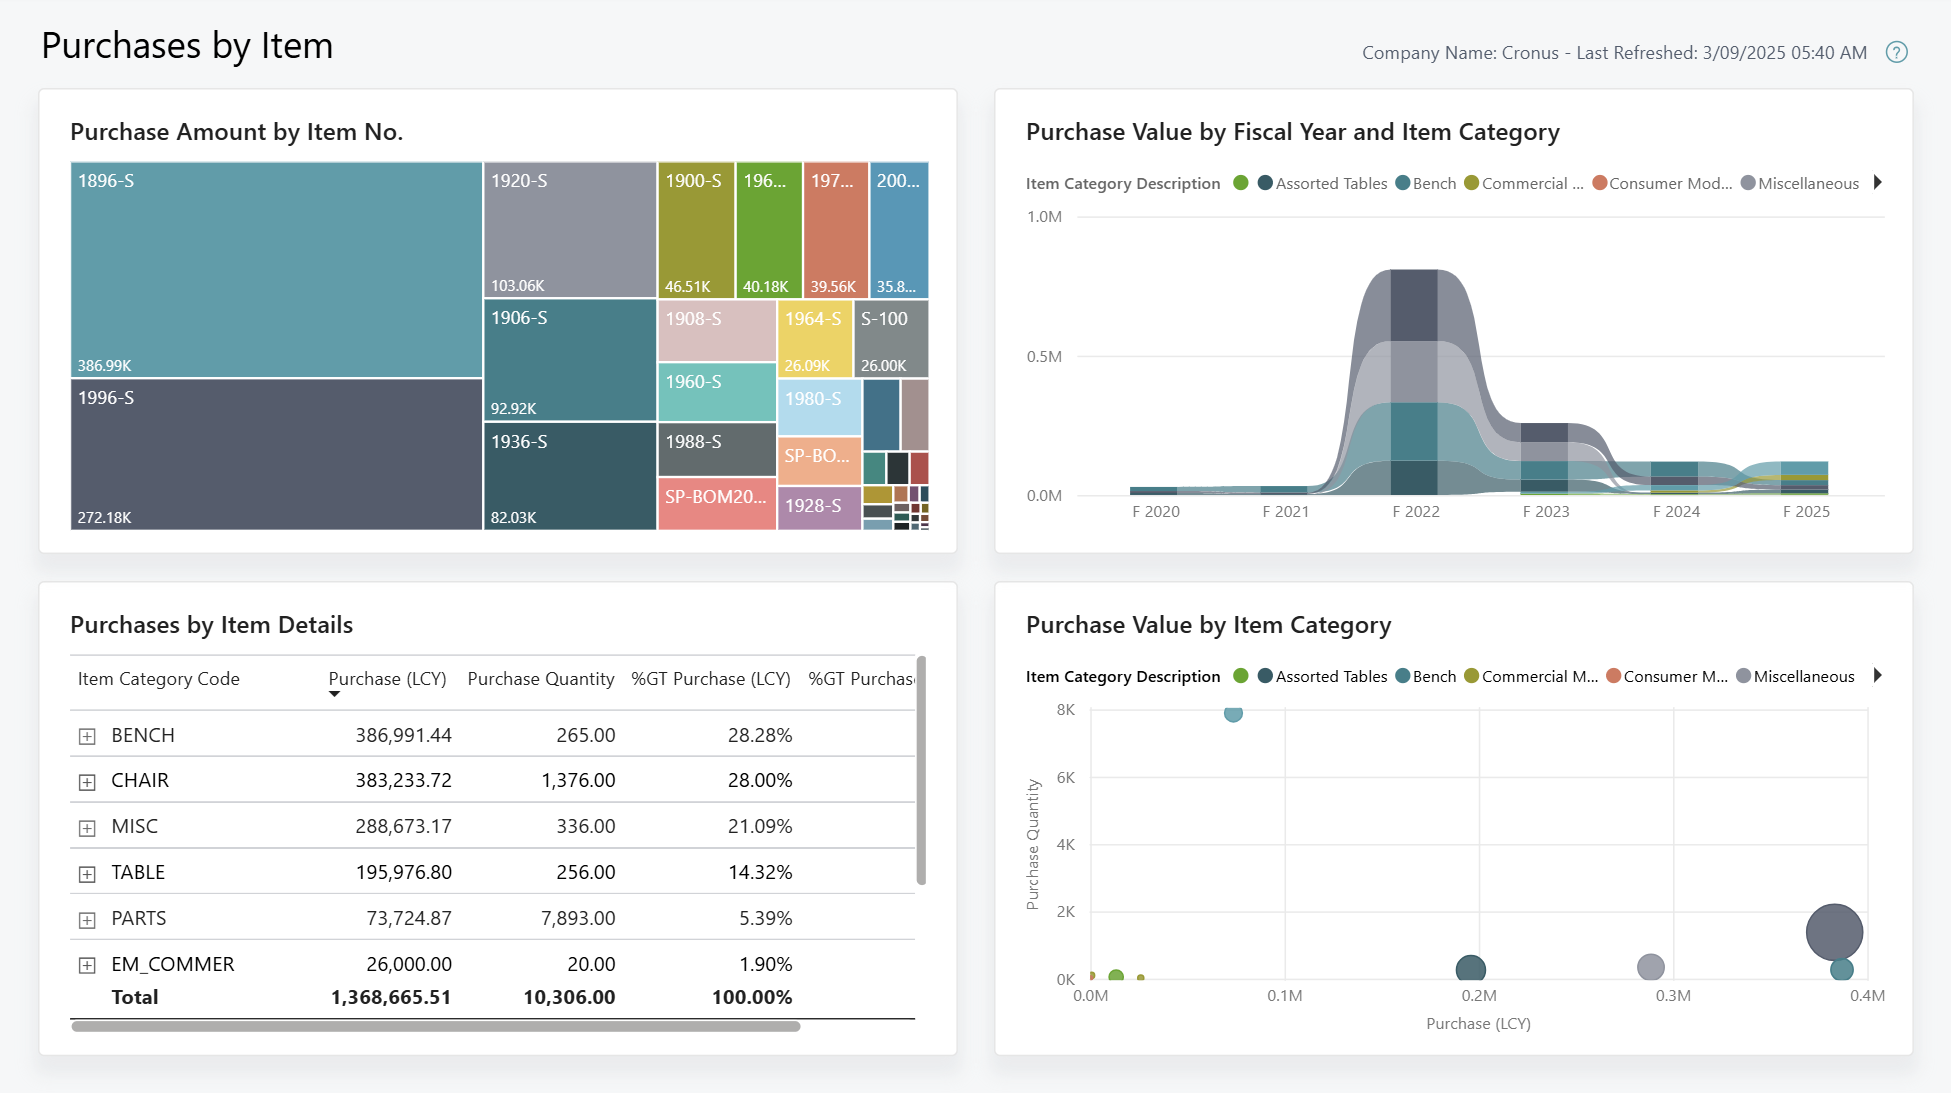 Purchases by Item
Company Name: Cronus - Last Refreshed: 3/09/2025 05:40 AM ?
Purchase Amount by Item No.
1896-S
386.99K
1996-S
272.18K
1920-S
103.06K
1906-S
92.92K
1936-S
82.03K
1900-S
46.51K
196...
40.18K
197...
39.56K
200...
35.8...
1908-S
1960-S
1988-S
SP-BOM20...
1964-S
26.09K
S-100
26.00K
1980-S
SP-BO...
1928-S
Purchase Value by Fiscal Year and Item Category
Item Category Description Assorted Tables Bench Commercial ... Consumer Mod... Miscellaneous
1.0M
0.5M
0.0M
F 2020 F 2021 F 2022 F 2023 F 2024 F 2025
Purchases by Item Details
Item Category Code Purchase (LCY) Purchase Quantity %GT Purchase (LCY) %GT Purchas
BENCH 386,991.44 265.00 28.28%
CHAIR 383,233.72 1,376.00 28.00%
MISC 288,673.17 336.00 21.09%
TABLE 195,976.80 256.00 14.32%
PARTS 73,724.87 7,893.00 5.39%
EM_COMMER 26,000.00 20.00 1.90%
Total 1,368,665.51 10,306.00 100.00%
Purchase Value by Item Category
Item Category Description Assorted Tables Bench Commercial M... Consumer M... Miscellaneous
Purchase Quantity
8K
6K
4K
2K
0K
0.0M 0.1M 0.2M 0.3M 0.4M
Purchase (LCY)